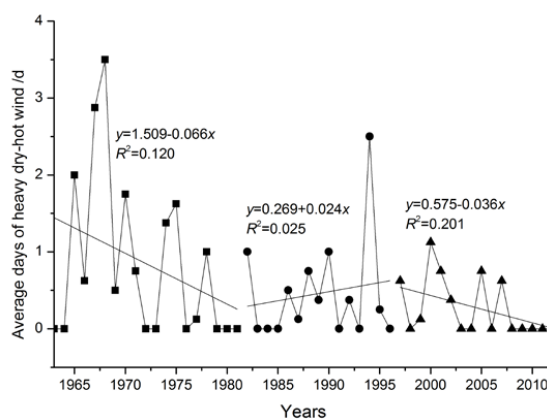 4
3
2
1
0
Average days of heavy dry-hot wind /d
y=1.509-0.066x
R²=0.120
y=0.269+0.024x
R²=0.025
y=0.575-0.036x
R²=0.201
1965 1970 1975 1980 1985 1990 1995 2000 2005 2010
Years